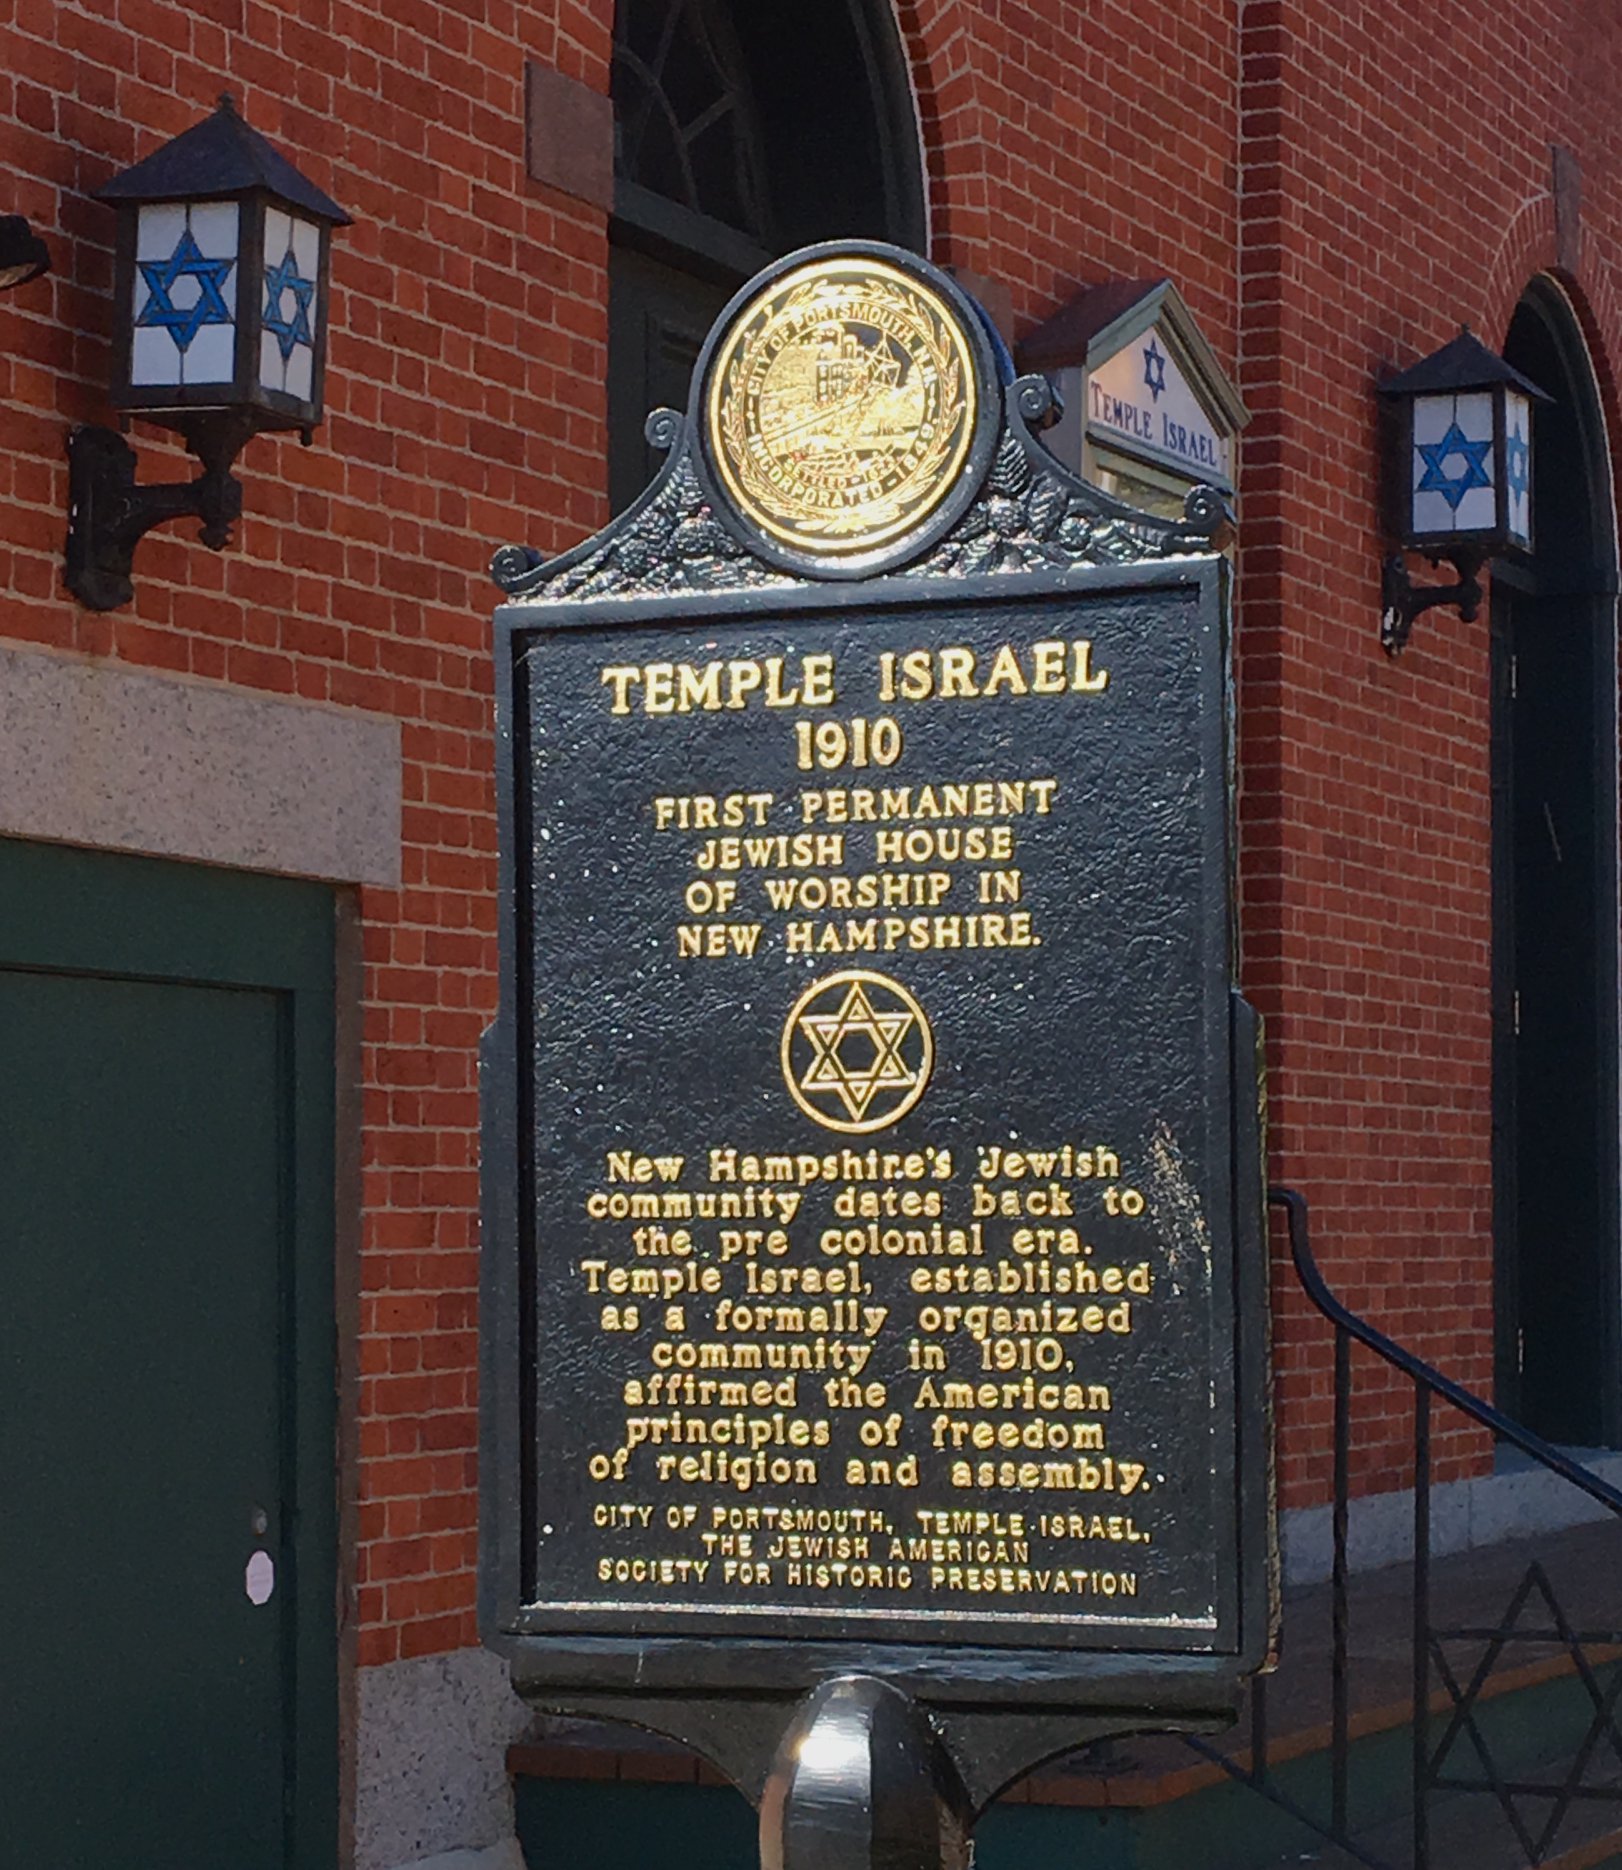 CITY OF PORTSMOUTH, N.H.
SETTLED - 1623
INCORPORATED - 1849
TEMPLE ISRAEL
TEMPLE ISRAEL
1910
FIRST PERMANENT
JEWISH HOUSE
OF WORSHIP IN
NEW HAMPSHIRE.
New Hampshire's Jewish
community dates back to
the pre colonial era.
Temple Israel, established
as a formally organized
community in 1910,
affirmed the American
principles of freedom
of religion and assembly.
CITY OF PORTSMOUTH, TEMPLE ISRAEL,
THE JEWISH AMERICAN
SOCIETY FOR HISTORIC PRESERVATION